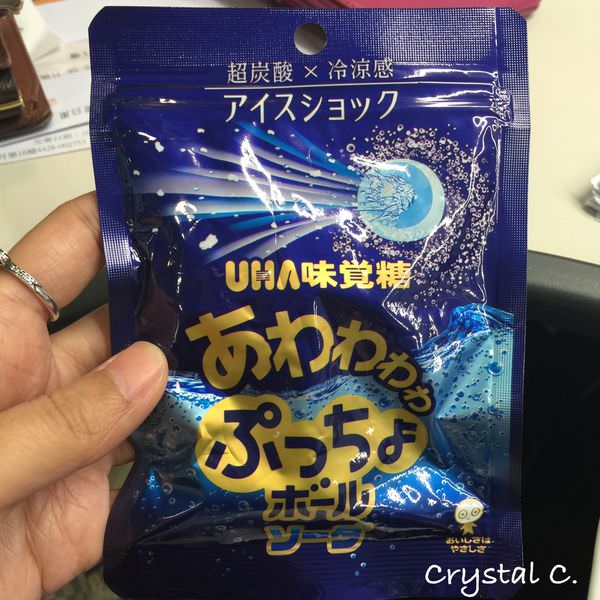 超炭酸×冷涼感
アイスショック
UHA味覚糖
あわわわわ
ぷっちょ
ボール
ソーダ
おいしさは
やさしさ
Crystal C.